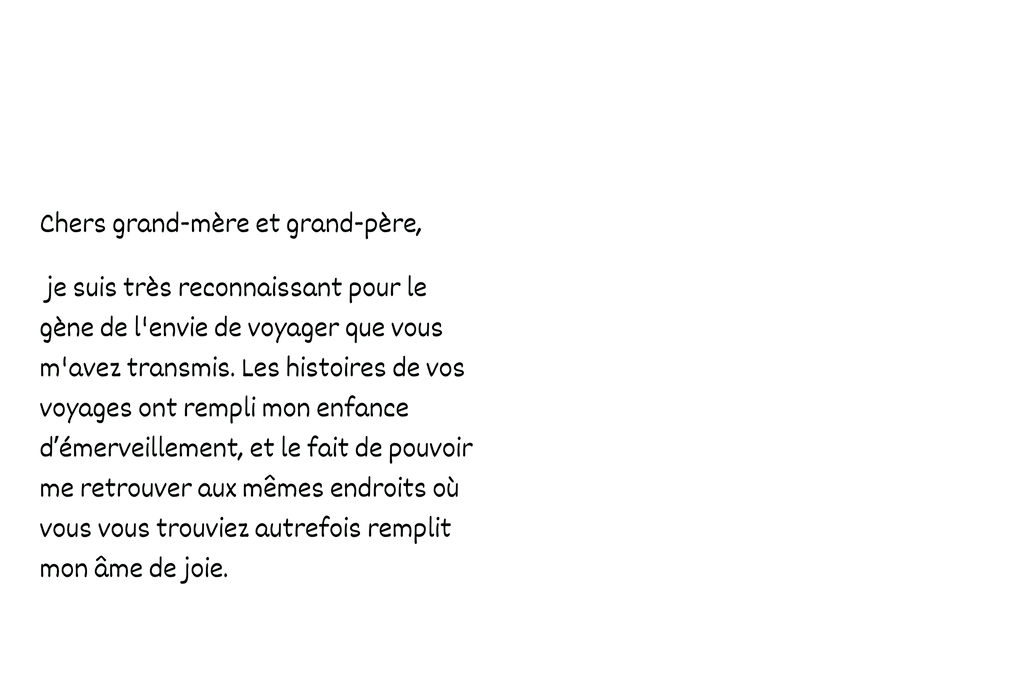 Chers grand-mère et grand-père,
je suis très reconnaissant pour le
gène de l'envie de voyager que vous
m'avez transmis. Les histoires de vos
voyages ont rempli mon enfance
d’émerveillement, et le fait de pouvoir
me retrouver aux mêmes endroits où
vous vous trouviez autrefois remplit
mon âme de joie.